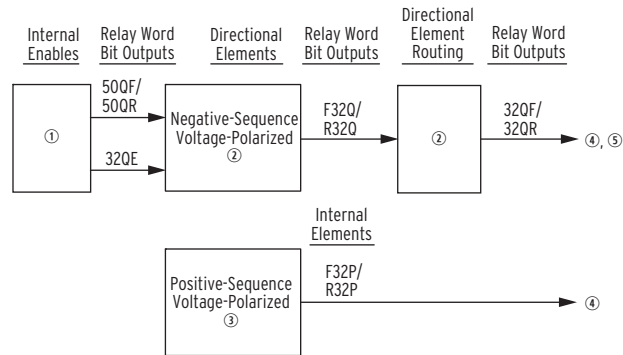 Internal
Enables
Relay Word
Bit Outputs
Directional
Elements
Relay Word
Bit Outputs
Directional
Element
Routing
Relay Word
Bit Outputs
①
50QF/
50QR
32QE
Negative-Sequence
Voltage-Polarized
②
F32Q/
R32Q
②
32QF/
32QR
④, ⑤
Internal
Elements
Positive-Sequence
Voltage-Polarized
③
F32P/
R32P
④